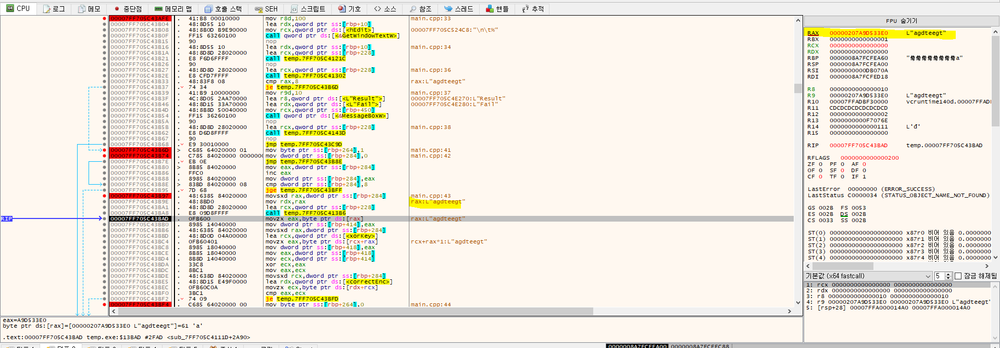 CPU 로그 메모 중단점 메모리 맵 호출 스택 SEH 스크립트 기호 소스 참조 스레드 핸들 추적
FPU 숨기기
00007FF705C43AFE . 41:B8 00010000 mov r8d,100 main.cpp:33
00007FF705C43B04 . 48:8D55 10 lea rdx,qword ptr ss:[rbp+10]
00007FF705C43B08 . 48:8B0D B9E90000 mov rcx,qword ptr ds:[<hEdit>] 00007FF705C524C8:"\n\t%"
00007FF705C43B0F . FF15 63260100 call qword ptr ds:[<&GetWindowTextW>]
00007FF705C43B15 . 90 nop
00007FF705C43B16 . 48:8D55 10 lea rdx,qword ptr ss:[rbp+10] main.cpp:34
00007FF705C43B1A . 48:8D8D 28020000 lea rcx,qword ptr ss:[rbp+228]
00007FF705C43B21 . E8 F6D6FFFF call temp.7FF705C4121C
00007FF705C43B26 . 90 nop
00007FF705C43B27 . 48:8D8D 28020000 lea rcx,qword ptr ss:[rbp+228] main.cpp:36
00007FF705C43B2E . E8 CFD7FFFF call temp.7FF705C41302
00007FF705C43B33 . 48:83F8 08 cmp rax,8 rax:L"agdteegt"
00007FF705C43B37 . 74 34 je temp.7FF705C43B6D
00007FF705C43B39 . 41:B9 10000000 mov r9d,10 main.cpp:37
00007FF705C43B3F . 4C:8D05 2AA70000 lea r8,qword ptr ds:[<L"Result">] 00007FF705C4E270:L"Result"
00007FF705C43B46 . 48:8D15 33A70000 lea rdx,qword ptr ds:[<L"Fail">] 00007FF705C4E280:L"Fail"
00007FF705C43B4D . 48:8B8D 50040000 mov rcx,qword ptr ss:[rbp+450]
00007FF705C43B54 . FF15 36260100 call qword ptr ds:[<&MessageBoxW>]
00007FF705C43B5A . 90 nop
00007FF705C43B5B . 48:8D8D 28020000 lea rcx,qword ptr ss:[rbp+228] main.cpp:38
00007FF705C43B62 . E8 D6D8FFFF call temp.7FF705C4143D
00007FF705C43B67 . 90 nop
00007FF705C43B68 . E9 30010000 jmp temp.7FF705C43C9D
00007FF705C43B6D > C685 64020000 01 mov byte ptr ss:[rbp+264],1 main.cpp:41
00007FF705C43B74 . C785 84020000 0000000 mov dword ptr ss:[rbp+284],0 main.cpp:42
00007FF705C43B7E . EB 0E jmp temp.7FF705C43B8E
00007FF705C43B80 > 8B85 84020000 mov eax,dword ptr ss:[rbp+284]
00007FF705C43B86 . FFC0 inc eax
00007FF705C43B88 . 8985 84020000 mov dword ptr ss:[rbp+284],eax
00007FF705C43B8E > 83BD 84020000 08 cmp dword ptr ss:[rbp+284],8
00007FF705C43B95 . 7D 68 jge temp.7FF705C43BFF
00007FF705C43B97 . 48:6385 84020000 movsxd rax,dword ptr ss:[rbp+284] main.cpp:43
00007FF705C43B9E . 48:8BD0 mov rdx,rax rax:L"agdteegt"
00007FF705C43BA1 . 48:8D8D 28020000 lea rcx,qword ptr ss:[rbp+228]
00007FF705C43BA8 . E8 09D8FFFF call temp.7FF705C413B6
RIP 00007FF705C43BAD . 0FB600 movzx eax,byte ptr ds:[rax] rax:L"agdteegt"
00007FF705C43BB0 . 8985 14040000 mov dword ptr ss:[rbp+414],eax
00007FF705C43BB6 . 48:6385 84020000 movsxd rax,dword ptr ss:[rbp+284]
00007FF705C43BBD . 48:8D0D 04A00000 lea rcx,qword ptr ds:[<xorKey>]
00007FF705C43BC4 . 0FB60401 movzx eax,byte ptr ds:[rcx+rax] rcx+rax*1:L"agdteegt"
00007FF705C43BC8 . 8985 18040000 mov dword ptr ss:[rbp+418],eax
00007FF705C43BCE . 8B85 18040000 mov eax,dword ptr ss:[rbp+418]
00007FF705C43BD4 . 8B8D 14040000 mov ecx,dword ptr ss:[rbp+414]
00007FF705C43BDA . 33C8 xor ecx,eax
00007FF705C43BDC . 8BC1 mov eax,ecx
00007FF705C43BDE . 48:638D 84020000 movsxd rcx,dword ptr ss:[rbp+284]
00007FF705C43BE5 . 48:8D15 E49F0000 lea rdx,qword ptr ds:[<correctEnc>]
00007FF705C43BEC . 0FB60C0A movzx ecx,byte ptr ds:[rdx+rcx]
00007FF705C43BF0 . 3BC1 cmp eax,ecx
00007FF705C43BF2 . 74 09 je temp.7FF705C43BFD
00007FF705C43BF4 . C685 64020000 00 mov byte ptr ss:[rbp+264],0 main.cpp:44
RAX 00000207A9D533E0 L"agdteegt"
RBX 0000000000000001
RCX 0000000000000000
RDX 0000000000000000
RBP 0000008A7FCFEA60
RSP 0000008A7FCFEA00
RSI 0000000000DB070A
RDI 0000008A7FCFED18
R8 0000000000000010
R9 00000207A9D533E0 L"agdteegt"
R10 00007FFADBF30000 vcruntime140d.00007FFAD
R11 CDCDCDCDCDCDCDCD
R12 0000000000000002
R13 0000000000F7076E
R14 0000000000000111 L'đ'
R15 0000000000000000
RIP 00007FF705C43BAD temp.00007FF705C43BAD
RFLAGS 0000000000000200
ZF 0 PF 0 AF 0
OF 0 SF 0 DF 0
CF 0 TF 0 IF 1
LastError 00000000 (ERROR_SUCCESS)
LastStatus C0000034 (STATUS_OBJECT_NAME_NOT_FOUND)
GS 002B FS 0053
ES 002B DS 002B
CS 0033 SS 002B
ST(0) 00000000000000000000 x87r0 비어 있음 0.0000000
ST(1) 00000000000000000000 x87r1 비어 있음 0.0000000
ST(2) 00000000000000000000 x87r2 비어 있음 0.0000000
ST(3) 00000000000000000000 x87r3 비어 있음 0.0000000
ST(4) 00000000000000000000 x87r4 비어 있음 0.0000000
기본값 (x64 fastcall) 5 잠금 해제됨
1: rcx 0000000000000000 0000000000000000
2: rdx 0000000000000000 0000000000000000
3: r8 0000000000000010 0000000000000010
4: r9 00000207A9D533E0 00000207A9D533E0 L"agdteegt"
5: [rsp+28] 00007FFA000014A0 00007FFA000014A0
eax=A9D533E0
byte ptr ds:[rax]=[00000207A9D533E0 L"agdteegt"]=61 'a'
.text:00007FF705C43BAD temp.exe:$13BAD #2FAD <sub_7FF705C4111D+2A90>
0000008A7FCFEA00 0000008A7FCFEC88